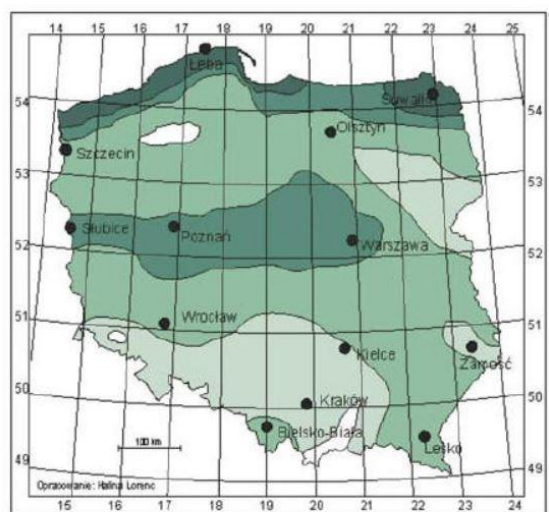 14 15 16 17 18 19 20 21 22 23 24 25
Łeba
54 Suwałki 54
Olsztyn
Szczecin
53 53
Słubice Poznań
52 Warszawa 52
51 Wrocław 51
Kielce Zamość
50 Kraków 50
Bielsko-Biała Lesko
100 km
49 49
Opracowanie: Halina Lorenc
15 16 17 18 19 20 21 22 23 24